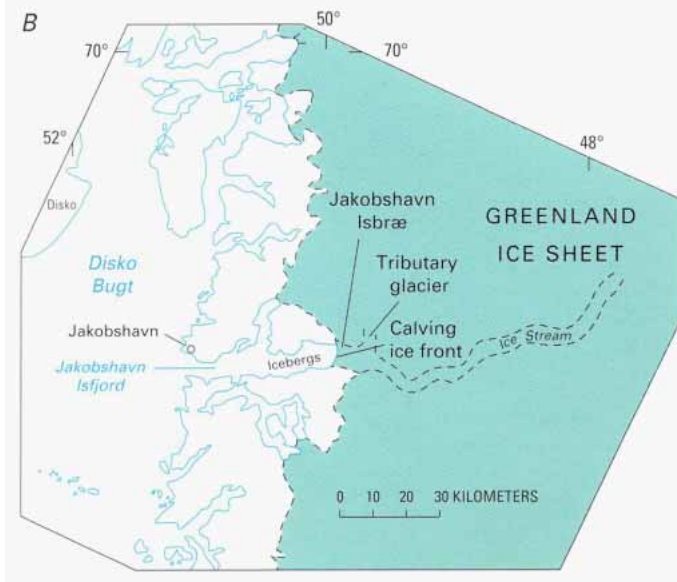 B
50°
70°
70°
52°
48°
Disko
Jakobshavn
Isbræ
GREENLAND
ICE SHEET
Disko
Bugt
Tributary
glacier
Jakobshavn
Calving
ice front
Ice Stream
Icebergs
Jakobshavn
Isfjord
0 10 20 30 KILOMETERS